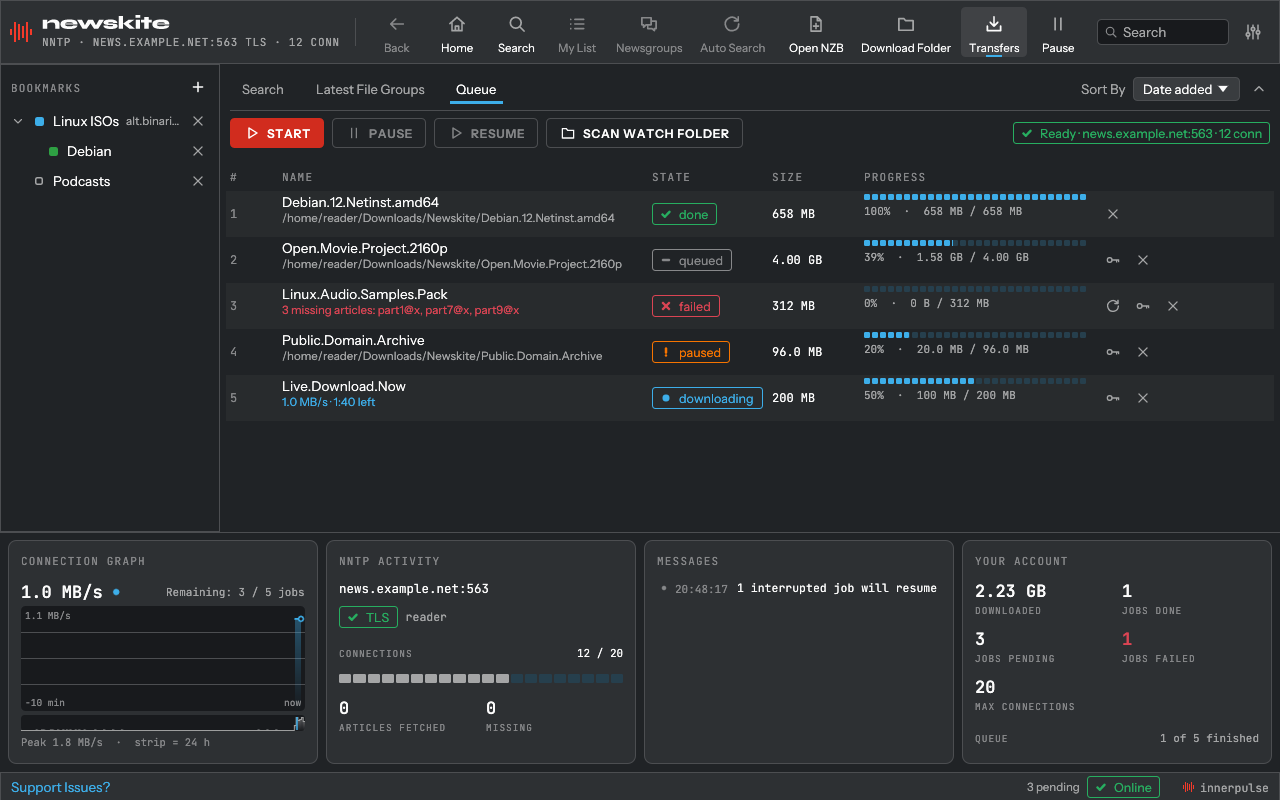 newskite
NNTP · NEWS.EXAMPLE.NET:563 TLS · 12 CONN
Back
Home
Search
My List
Newsgroups
Auto Search
Open NZB
Download Folder
Transfers
Pause
Search
BOOKMARKS
Linux ISOs alt.binari...
Debian
Podcasts
Search
Latest File Groups
Queue
Sort By
Date added
START
PAUSE
RESUME
SCAN WATCH FOLDER
Ready · news.example.net:563 · 12 conn
# NAME STATE SIZE PROGRESS
1
Debian.12.Netinst.amd64
/home/reader/Downloads/Newskite/Debian.12.Netinst.amd64
done
658 MB
100% · 658 MB / 658 MB
2
Open.Movie.Project.2160p
/home/reader/Downloads/Newskite/Open.Movie.Project.2160p
queued
4.00 GB
39% · 1.58 GB / 4.00 GB
3
Linux.Audio.Samples.Pack
3 missing articles: part1@x, part7@x, part9@x
failed
312 MB
0% · 0 B / 312 MB
4
Public.Domain.Archive
/home/reader/Downloads/Newskite/Public.Domain.Archive
paused
96.0 MB
20% · 20.0 MB / 96.0 MB
5
Live.Download.Now
1.0 MB/s · 1:40 left
downloading
200 MB
50% · 100 MB / 200 MB
CONNECTION GRAPH
1.0 MB/s
Remaining: 3 / 5 jobs
1.1 MB/s
-10 min
now
Peak 1.8 MB/s · strip = 24 h
NNTP ACTIVITY
news.example.net:563
TLS
reader
CONNECTIONS
12 / 20
0
ARTICLES FETCHED
0
MISSING
MESSAGES
20:48:17 1 interrupted job will resume
YOUR ACCOUNT
2.23 GB
DOWNLOADED
1
JOBS DONE
3
JOBS PENDING
1
JOBS FAILED
20
MAX CONNECTIONS
QUEUE
1 of 5 finished
Support Issues?
3 pending
Online
innerpulse